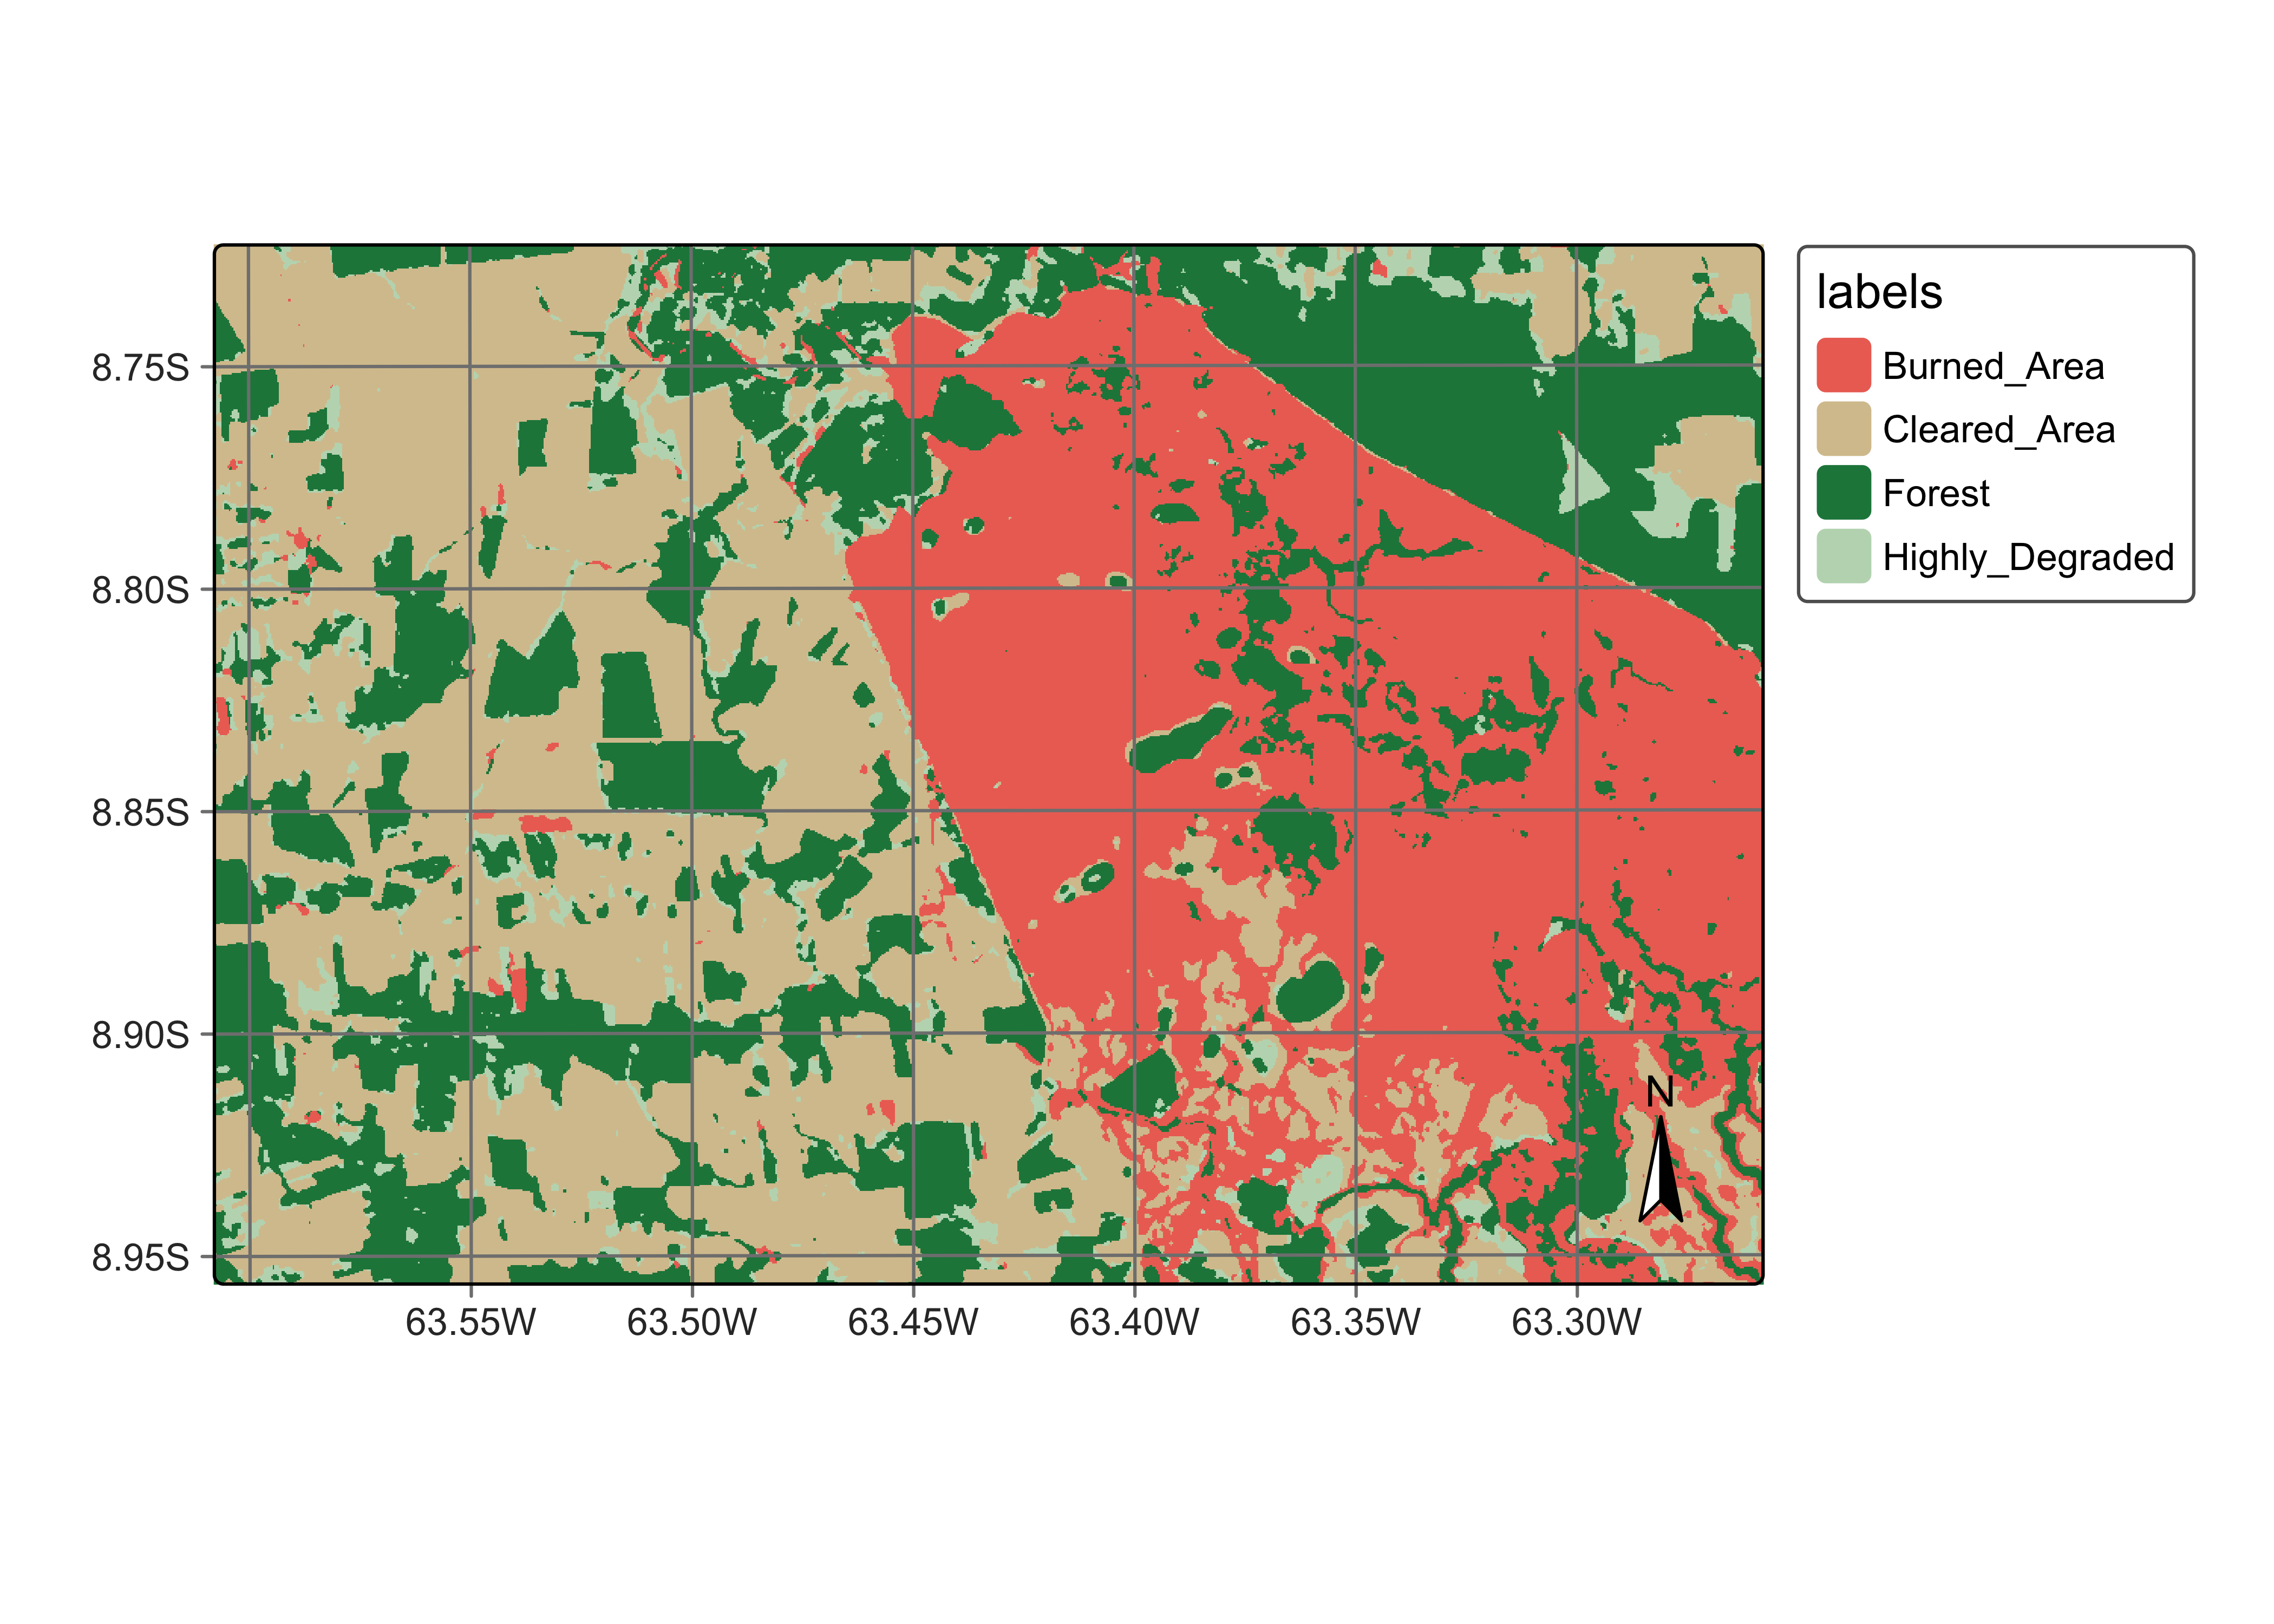 labels
Burned_Area
Cleared_Area
Forest
Highly_Degraded
8.75S
8.80S
8.85S
8.90S
8.95S
N
63.55W 63.50W 63.45W 63.40W 63.35W 63.30W